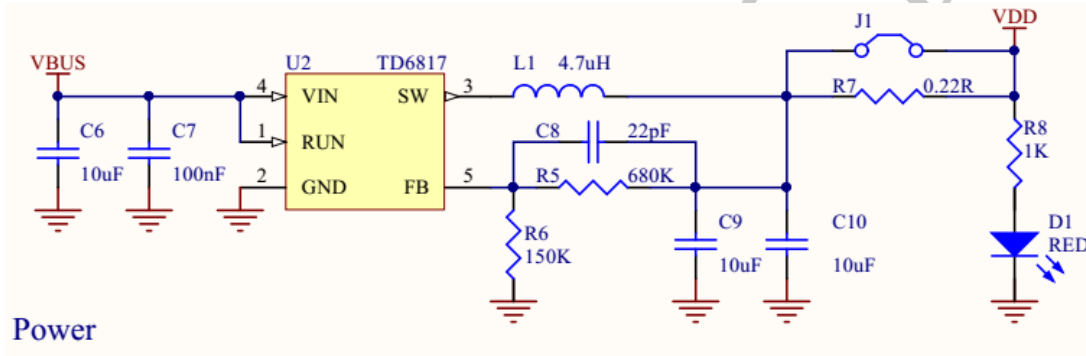 J1
VDD
VBUS
U2 TD6817 L1 4.7uH
4 VIN SW 3
R7 0.22R
C6 C7 1 RUN C8 22pF R8
10uF 100nF 1K
2 GND FB 5 R5 680K
R6 C9 C10 D1
150K 10uF 10uF RED
Power